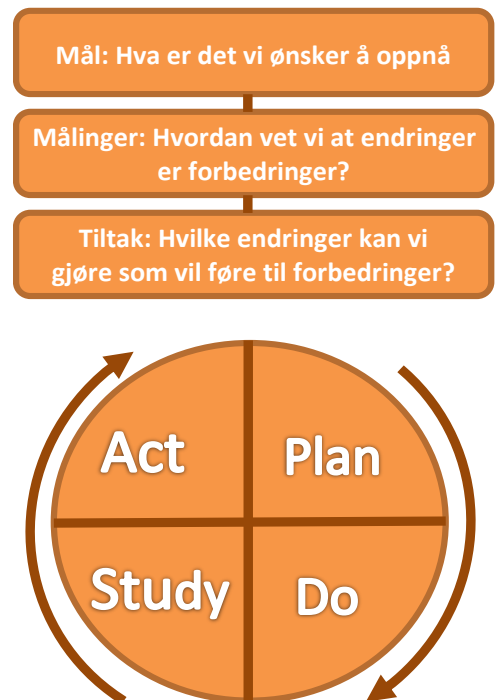 Mål: Hva er det vi ønsker å oppnå
Målinger: Hvordan vet vi at endringer
er forbedringer?
Tiltak: Hvilke endringer kan vi
gjøre som vil føre til forbedringer?
Act
Plan
Study
Do